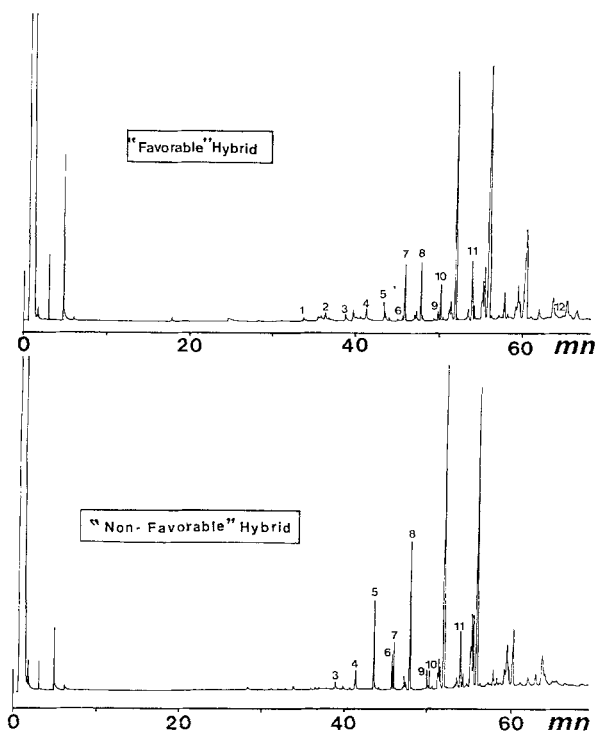 "Favorable" Hybrid
1 2 3 4 5 6 7 8 9 10 11 12
0 20 40 60 mn
"Non-Favorable" Hybrid
3 4 5 6 7 8 9 10 11
0 20 40 60 mn